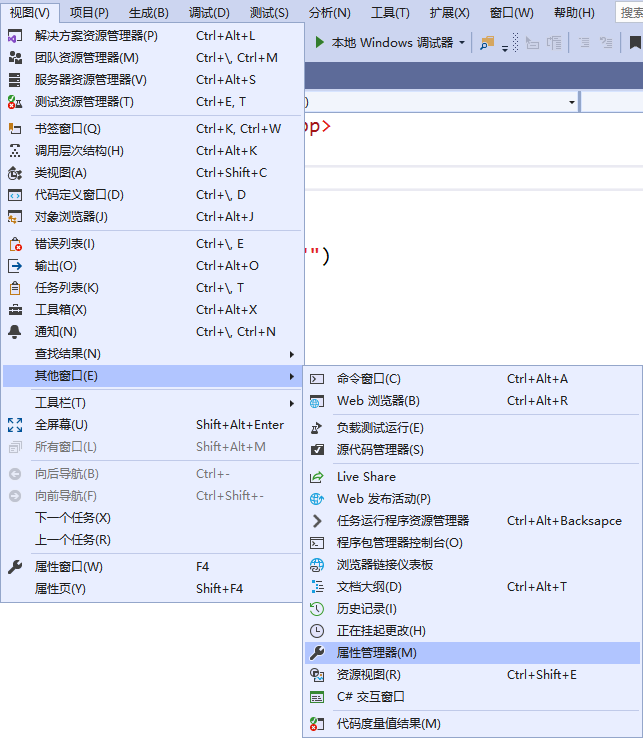 视图(V) 项目(P) 生成(B) 调试(D) 测试(S) 分析(N) 工具(T) 扩展(X) 窗口(W) 帮助(H) 搜索
解决方案资源管理器(P) Ctrl+Alt+L
本地 Windows 调试器
团队资源管理器(M) Ctrl+\, Ctrl+M
服务器资源管理器(V) Ctrl+Alt+S
测试资源管理器(T) Ctrl+E, T
)
书签窗口(Q) Ctrl+K, Ctrl+W
op>
调用层次结构(H) Ctrl+Alt+K
类视图(A) Ctrl+Shift+C
代码定义窗口(D) Ctrl+\, D
对象浏览器(J) Ctrl+Alt+J
错误列表(I) Ctrl+\, E
")
输出(O) Ctrl+Alt+O
任务列表(K) Ctrl+\, T
工具箱(X) Ctrl+Alt+X
通知(N) Ctrl+\, Ctrl+N
查找结果(N)
其他窗口(E)
工具栏(T)
全屏幕(U) Shift+Alt+Enter
所有窗口(L) Shift+Alt+M
向后导航(B) Ctrl+-
向前导航(F) Ctrl+Shift+-
下一个任务(X)
上一个任务(R)
属性窗口(W) F4
属性页(Y) Shift+F4
命令窗口(C) Ctrl+Alt+A
Web 浏览器(B) Ctrl+Alt+R
负载测试运行(E)
源代码管理器(S)
Live Share
Web 发布活动(P)
任务运行程序资源管理器 Ctrl+Alt+Backsapce
程序包管理器控制台(O)
浏览器链接仪表板
文档大纲(D) Ctrl+Alt+T
历史记录(I)
正在挂起更改(H)
属性管理器(M)
资源视图(R) Ctrl+Shift+E
C# 交互窗口
代码度量值结果(M)